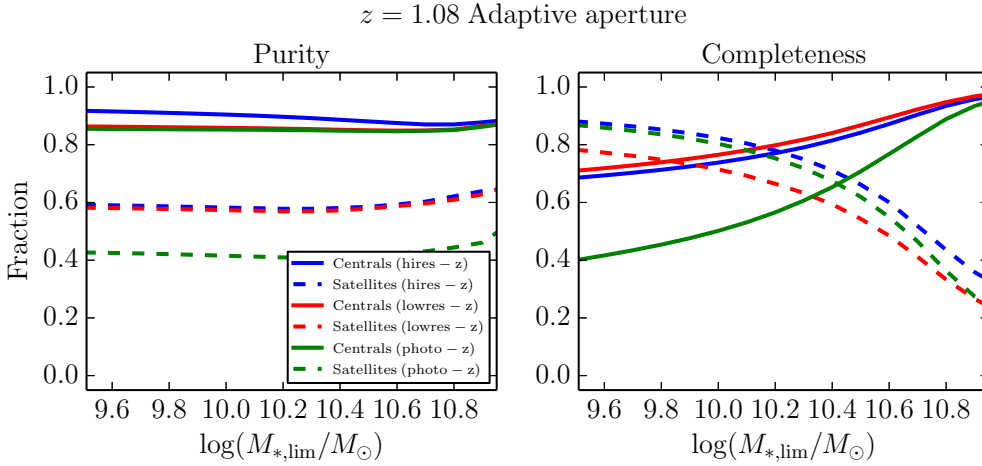 z = 1.08 Adaptive aperture
Purity
Completeness
Fraction
1.0
0.8
0.6
0.4
0.2
0.0
9.6 9.8 10.0 10.2 10.4 10.6 10.8
log(M*,lim/M⊙)
Centrals (hires − z)
Satellites (hires − z)
Centrals (lowres − z)
Satellites (lowres − z)
Centrals (photo − z)
Satellites (photo − z)
1.0
0.8
0.6
0.4
0.2
0.0
9.6 9.8 10.0 10.2 10.4 10.6 10.8
log(M*,lim/M⊙)